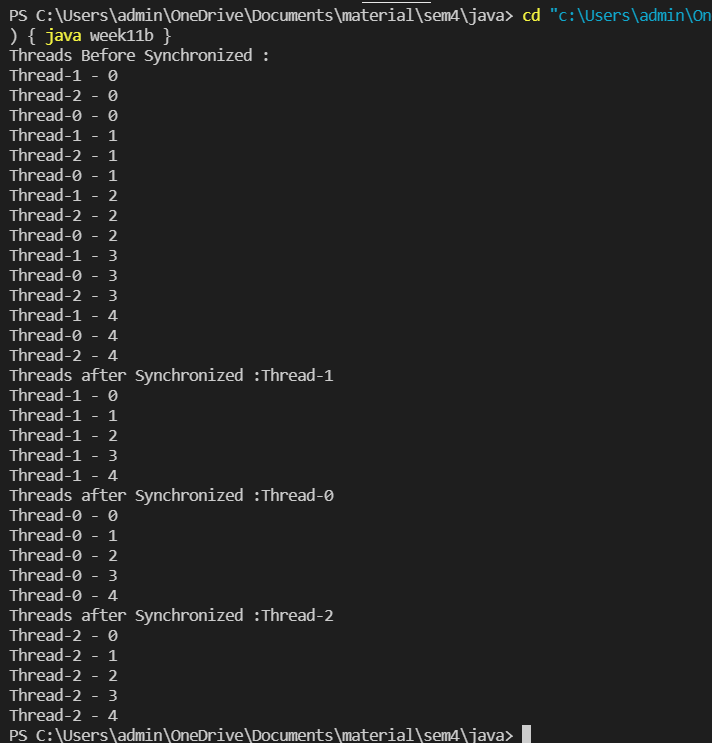 PS C:\Users\admin\OneDrive\Documents\material\sem4\java> cd "c:\Users\admin\On
) { java week11b }
Threads Before Synchronized :
Thread-1 - 0
Thread-2 - 0
Thread-0 - 0
Thread-1 - 1
Thread-2 - 1
Thread-0 - 1
Thread-1 - 2
Thread-2 - 2
Thread-0 - 2
Thread-1 - 3
Thread-0 - 3
Thread-2 - 3
Thread-1 - 4
Thread-0 - 4
Thread-2 - 4
Threads after Synchronized :Thread-1
Thread-1 - 0
Thread-1 - 1
Thread-1 - 2
Thread-1 - 3
Thread-1 - 4
Threads after Synchronized :Thread-0
Thread-0 - 0
Thread-0 - 1
Thread-0 - 2
Thread-0 - 3
Thread-0 - 4
Threads after Synchronized :Thread-2
Thread-2 - 0
Thread-2 - 1
Thread-2 - 2
Thread-2 - 3
Thread-2 - 4
PS C:\Users\admin\OneDrive\Documents\material\sem4\java>